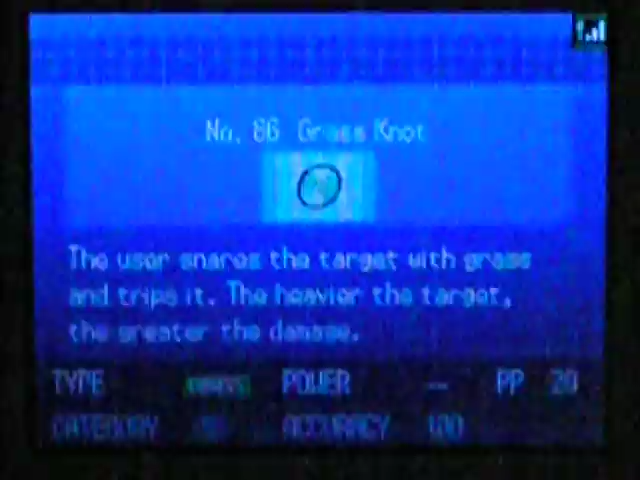 No. 86 Grass Knot
The user snares the target with grass
and trips it. The heavier the target,
the greater the damage.
TYPE GRASS POWER -- PP 20
CATEGORY ACCURACY 100